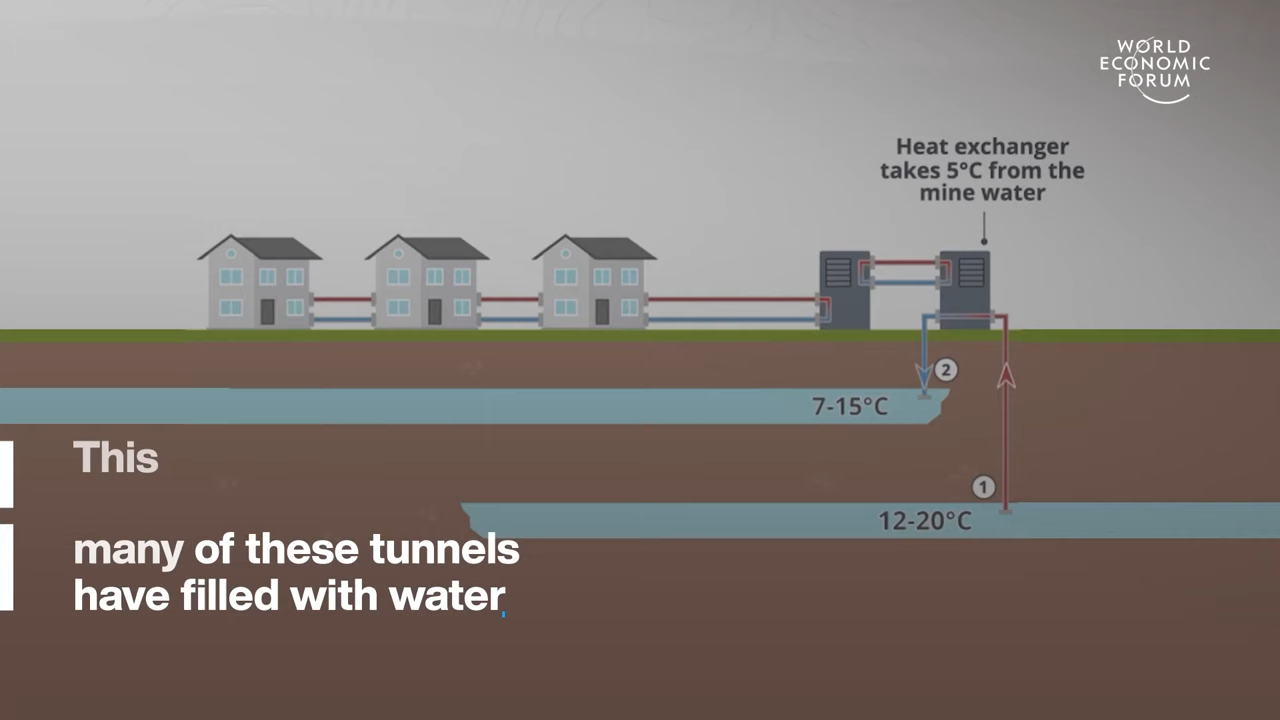 WORLD
ECONOMIC
FORUM
Heat exchanger
takes 5°C from the
mine water
2
7-15°C
1
12-20°C
This
many of these tunnels
have filled with water